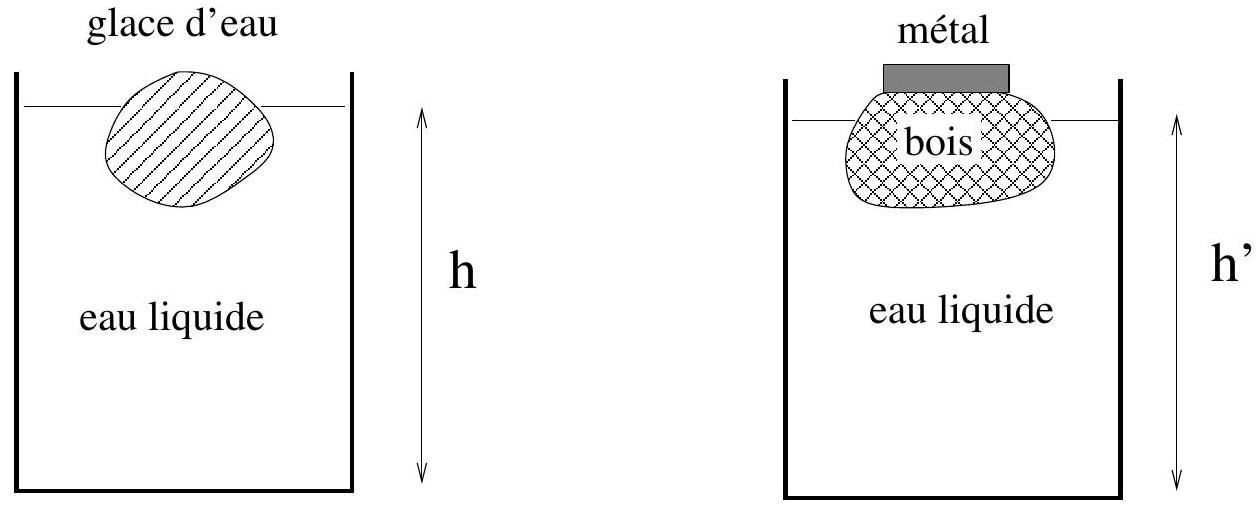 glace d'eau
h
eau liquide
métal
bois
h'
eau liquide